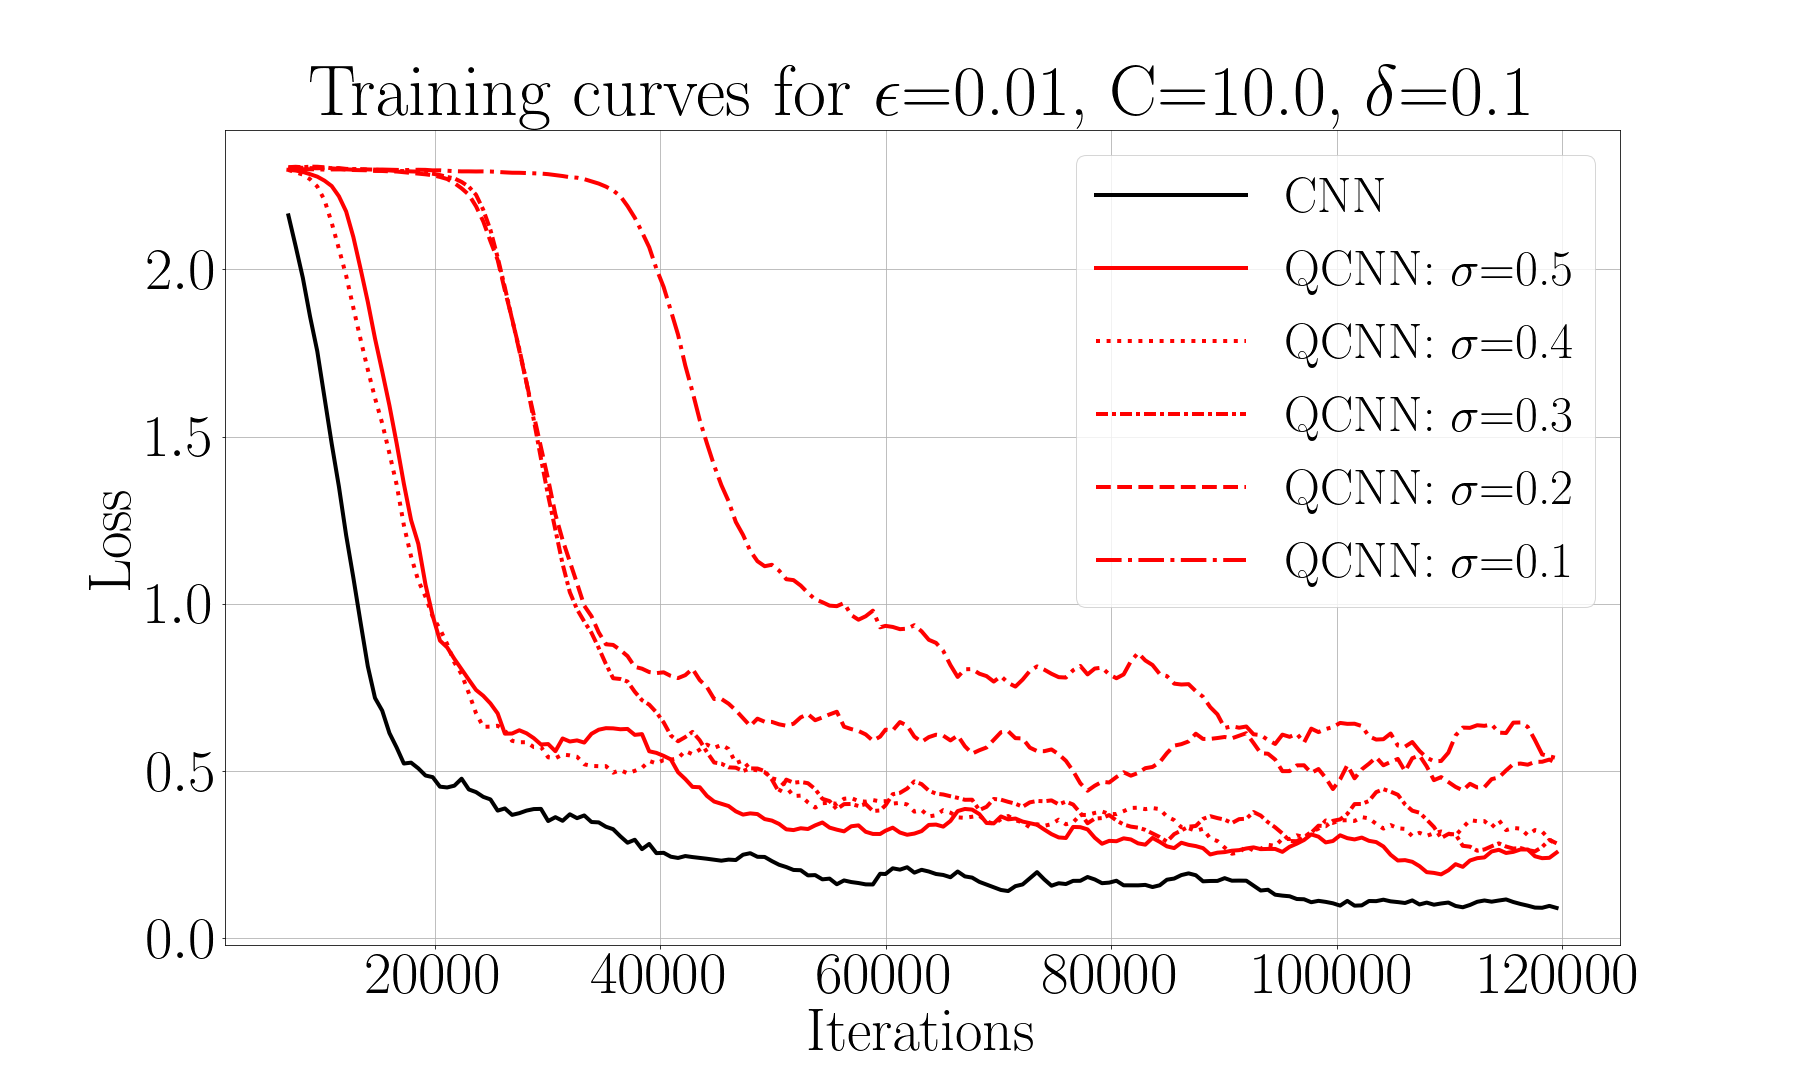 Training curves for ϵ=0.01, C=10.0, δ=0.1
CNN
QCNN: σ=0.5
QCNN: σ=0.4
QCNN: σ=0.3
QCNN: σ=0.2
QCNN: σ=0.1
Loss
2.0
1.5
1.0
0.5
0.0
20000 40000 60000 80000 100000 120000
Iterations